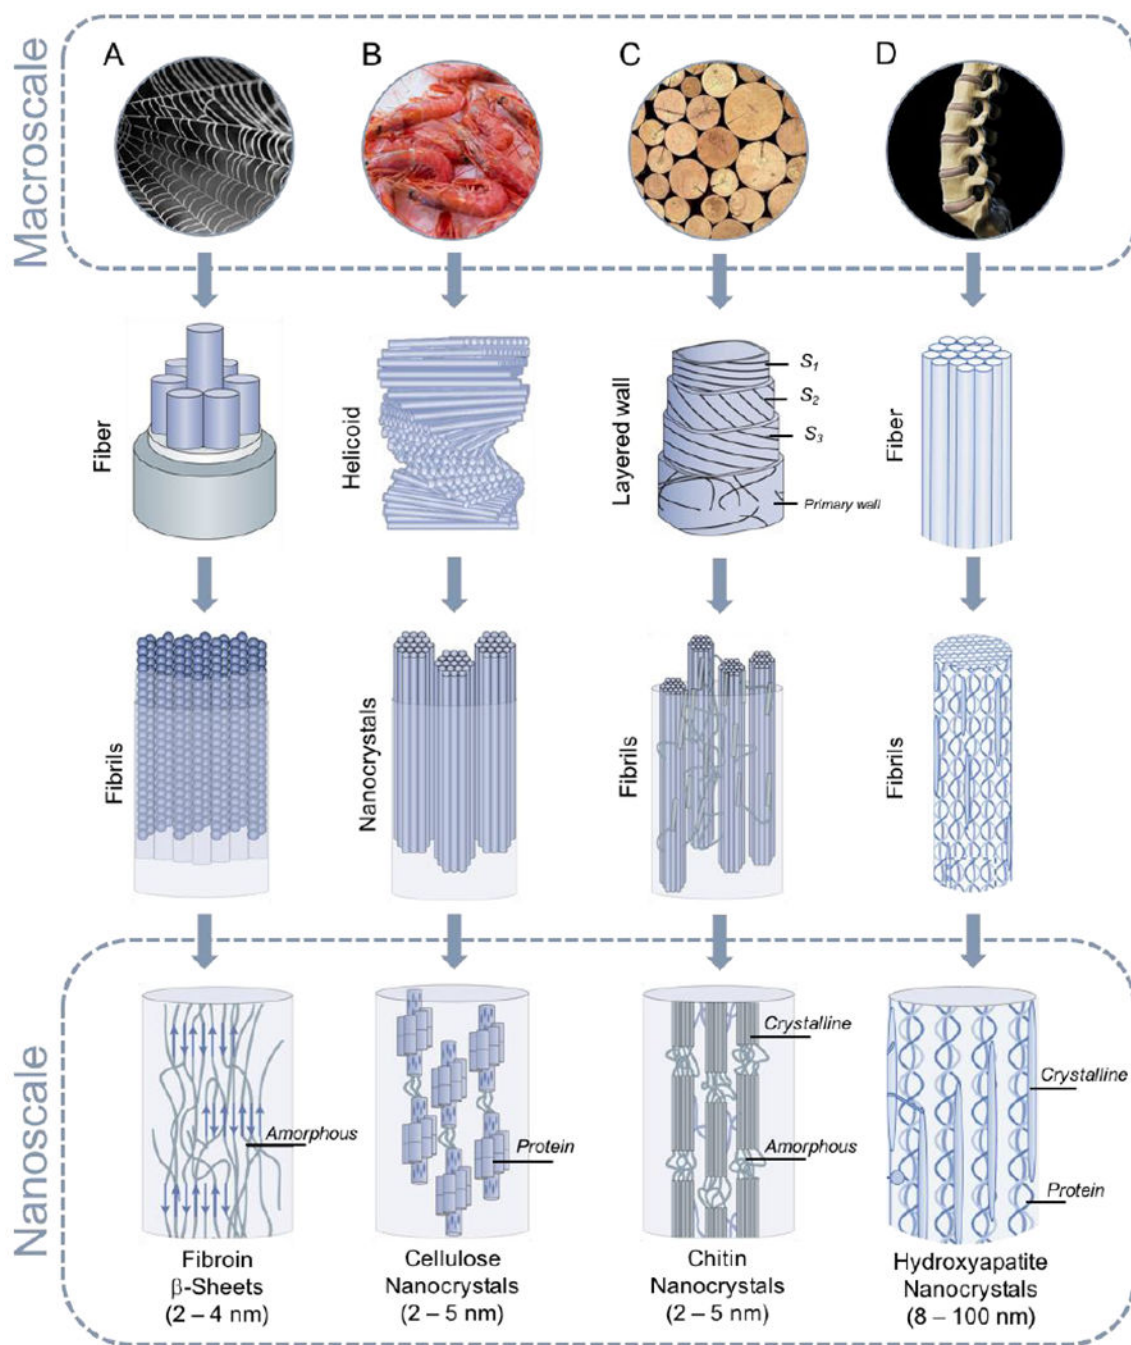 Macroscale
A
B
C
D
Fiber
Helicoid
Layered wall
S1
S2
S3
Primary wall
Fiber
Fibrils
Nanocrystals
Fibrils
Fibrils
Nanoscale
Amorphous
Protein
Crystalline
Amorphous
Crystalline
Protein
Fibroin
β-Sheets
(2 – 4 nm)
Cellulose
Nanocrystals
(2 – 5 nm)
Chitin
Nanocrystals
(2 – 5 nm)
Hydroxyapatite
Nanocrystals
(8 – 100 nm)